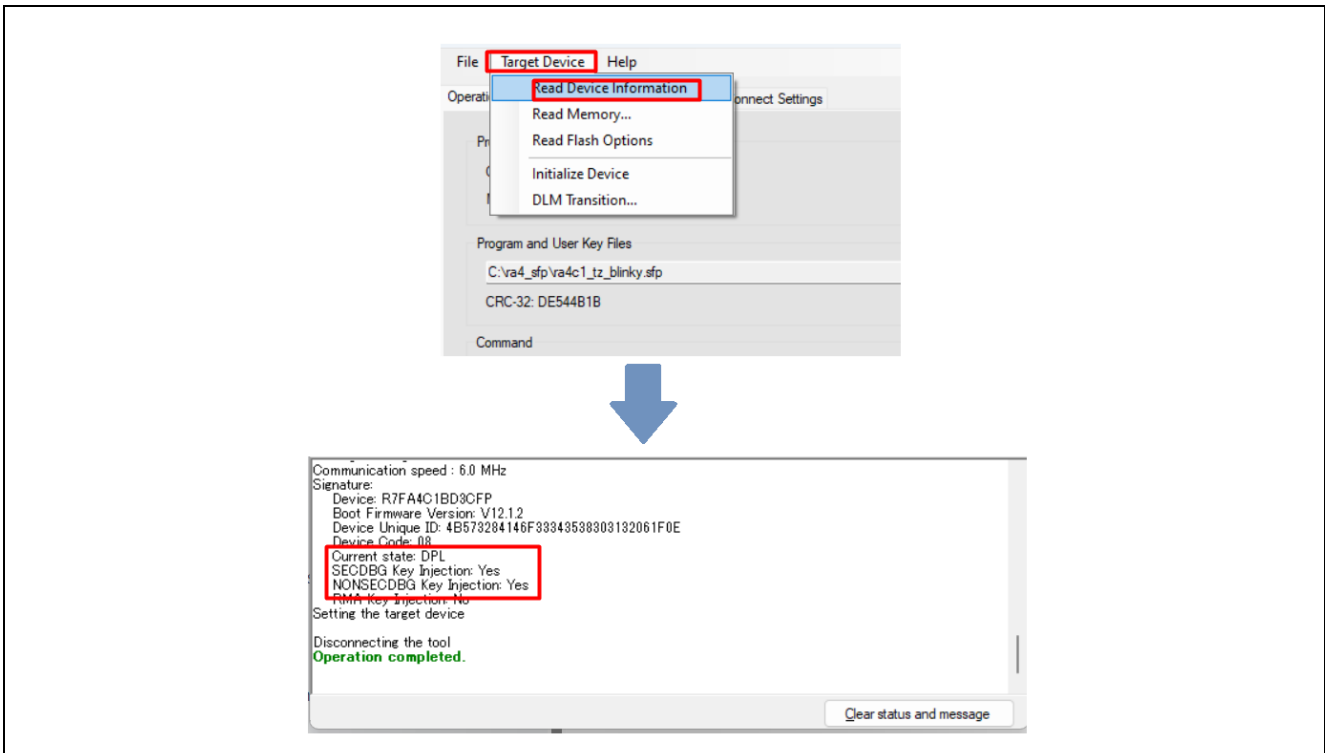 File Target Device Help
Operati
Read Device Information
onnect Settings
Read Memory...
Pr
Read Flash Options
Initialize Device
DLM Transition...
Program and User Key Files
C:\ra4_sfp\ra4c1_tz_blinky.sfp
CRC-32: DE544B1B
Command
Communication speed : 6.0 MHz
Signature:
Device: R7FA4C1BD3CFP
Boot Firmware Version: V12.1.2
Device Unique ID: 4B573284146F33343538303132061F0E
Device Code: 08
Current state: DPL
SECDBG Key Injection: Yes
NONSECDBG Key Injection: Yes
RMA Key Injection: No
Setting the target device
Disconnecting the tool
Operation completed.
Clear status and message